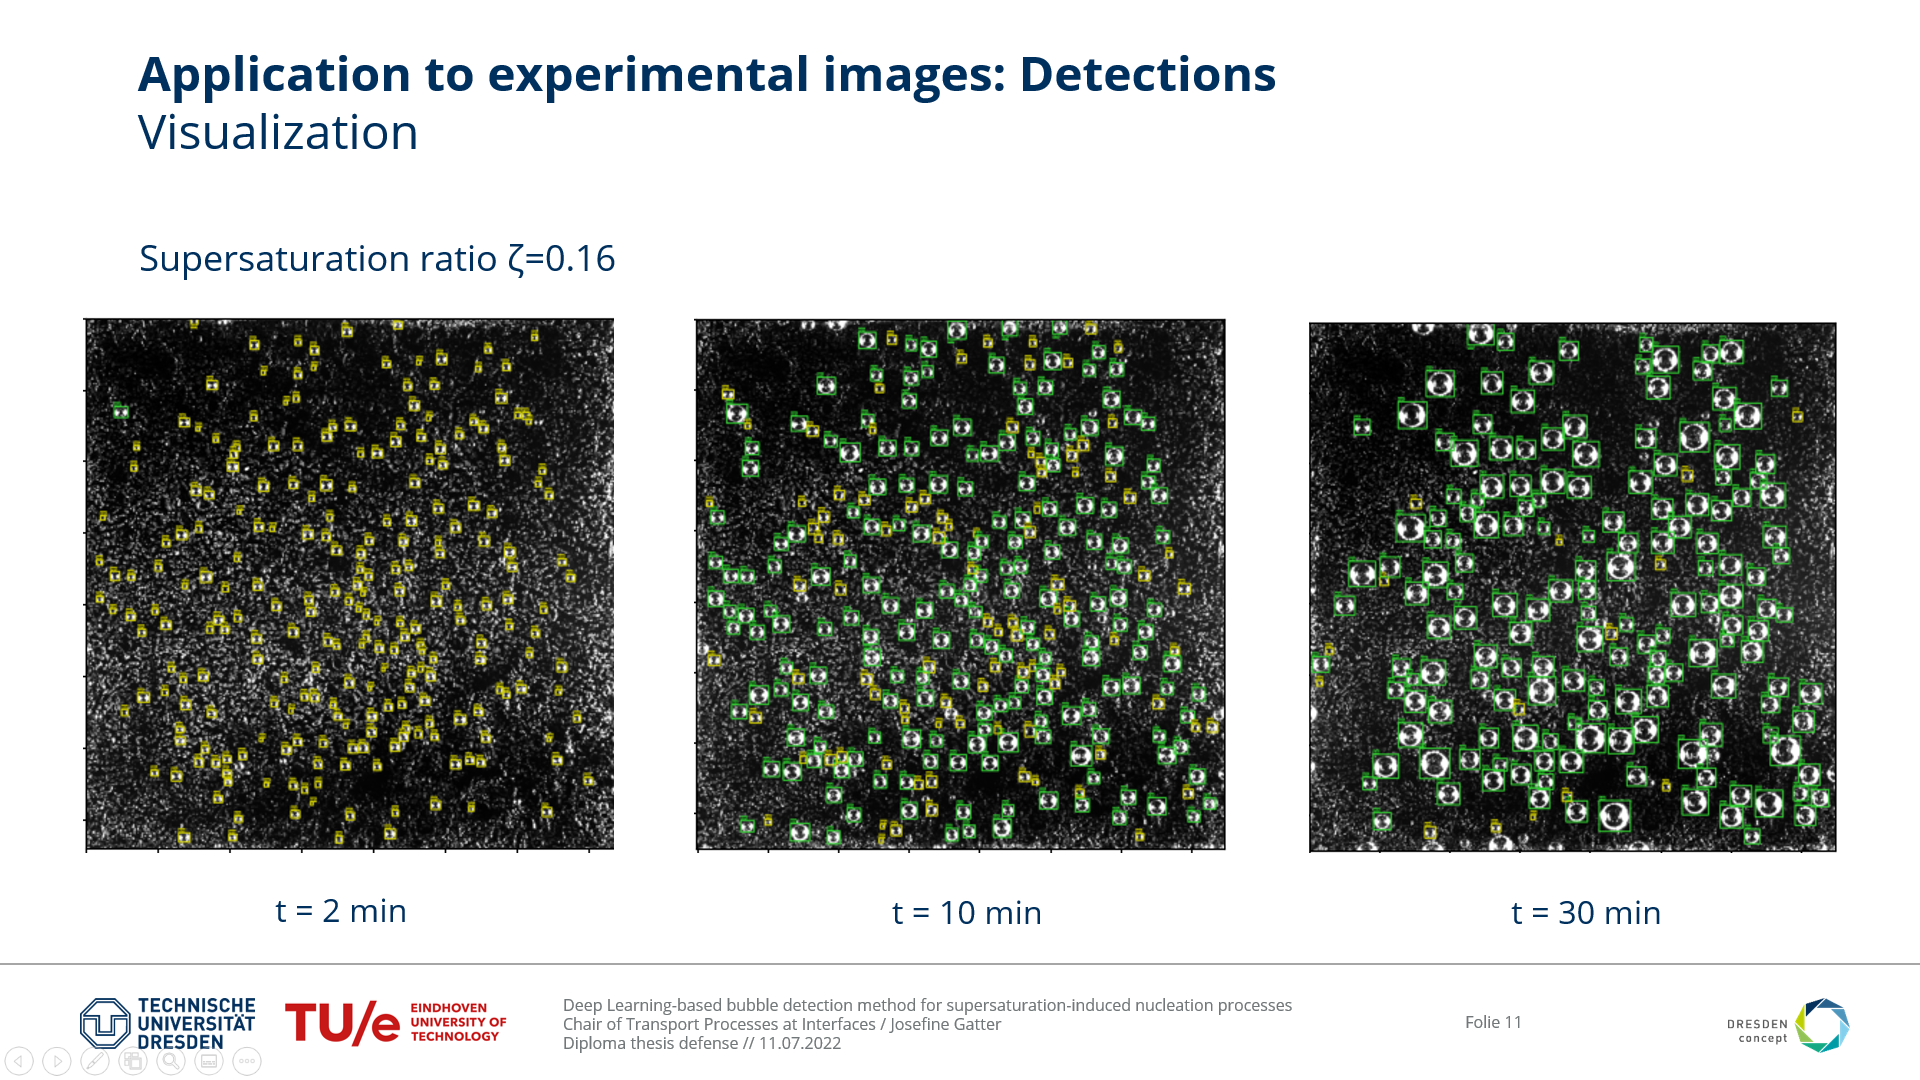 Application to experimental images: Detections
Visualization
Supersaturation ratio ζ=0.16
t = 2 min
t = 10 min
t = 30 min
TECHNISCHE
UNIVERSITÄT
DRESDEN
TU/e
EINDHOVEN
UNIVERSITY OF
TECHNOLOGY
Deep Learning-based bubble detection method for supersaturation-induced nucleation processes
Chair of Transport Processes at Interfaces / Josefine Gatter
Diploma thesis defense // 11.07.2022
Folie 11
DRESDEN
concept